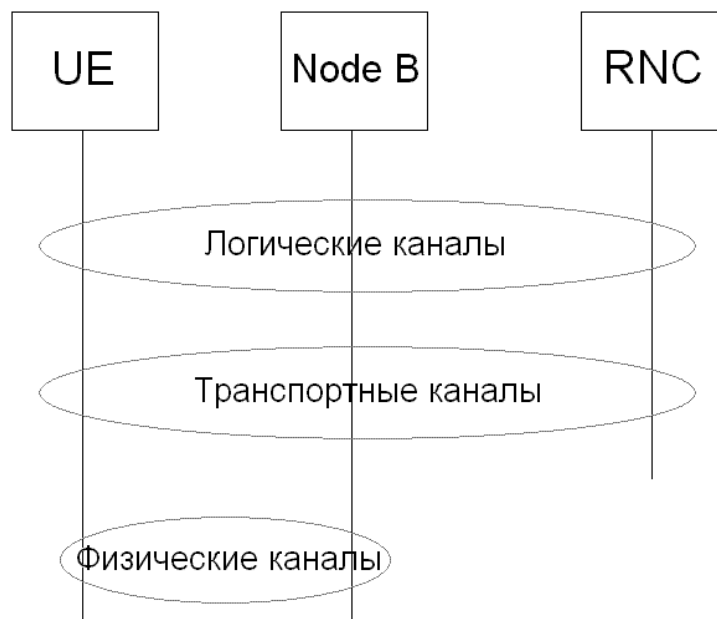 UE
Node B
RNC
Логические каналы
Транспортные каналы
Физические каналы